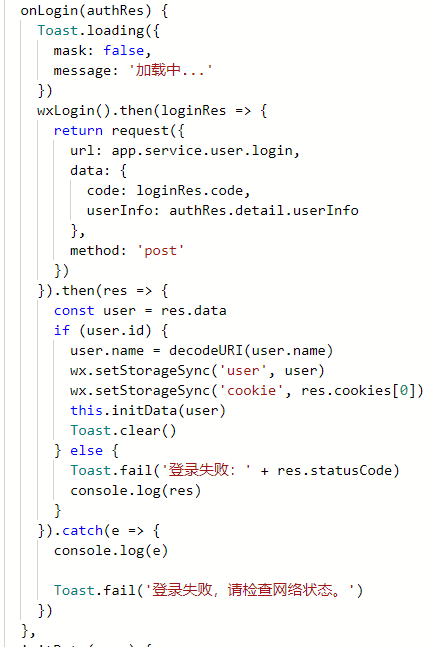 onLogin(authRes) {
  Toast.loading({
    mask: false,
    message: '加载中...'
  })
  wxLogin().then(loginRes => {
    return request({
      url: app.service.user.login,
      data: {
        code: loginRes.code,
        userInfo: authRes.detail.userInfo
      },
      method: 'post'
    })
  }).then(res => {
    const user = res.data
    if (user.id) {
      user.name = decodeURI(user.name)
      wx.setStorageSync('user', user)
      wx.setStorageSync('cookie', res.cookies[0])
      this.initData(user)
      Toast.clear()
    } else {
      Toast.fail('登录失败：' + res.statusCode)
      console.log(res)
    }
  }).catch(e => {
    console.log(e)

    Toast.fail('登录失败，请检查网络状态。')
  })
},